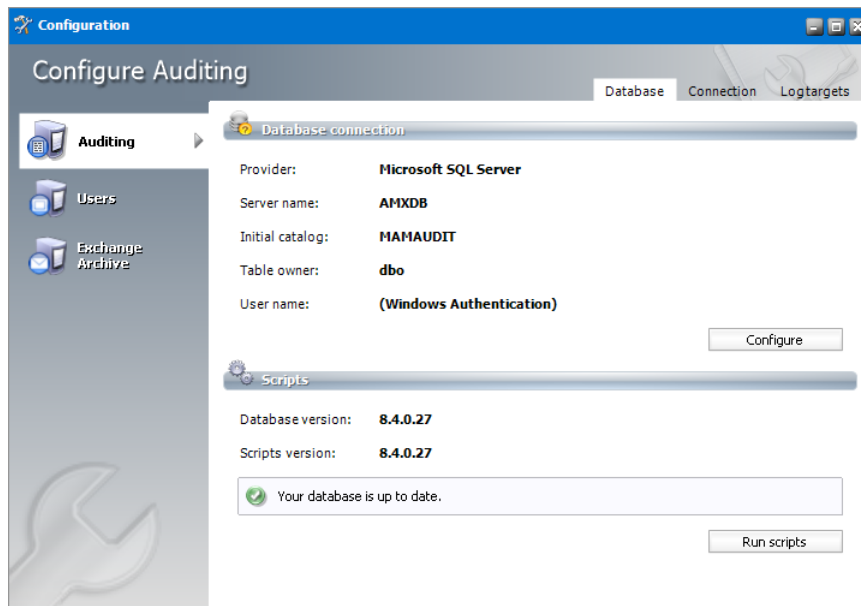 Configuration
Configure Auditing
Database Connection Logtargets
Auditing
Users
Exchange
Archive
Database connection
Provider: Microsoft SQL Server
Server name: AMXDB
Initial catalog: MAMAUDIT
Table owner: dbo
User name: (Windows Authentication)
Configure
Scripts
Database version: 8.4.0.27
Scripts version: 8.4.0.27
Your database is up to date.
Run scripts